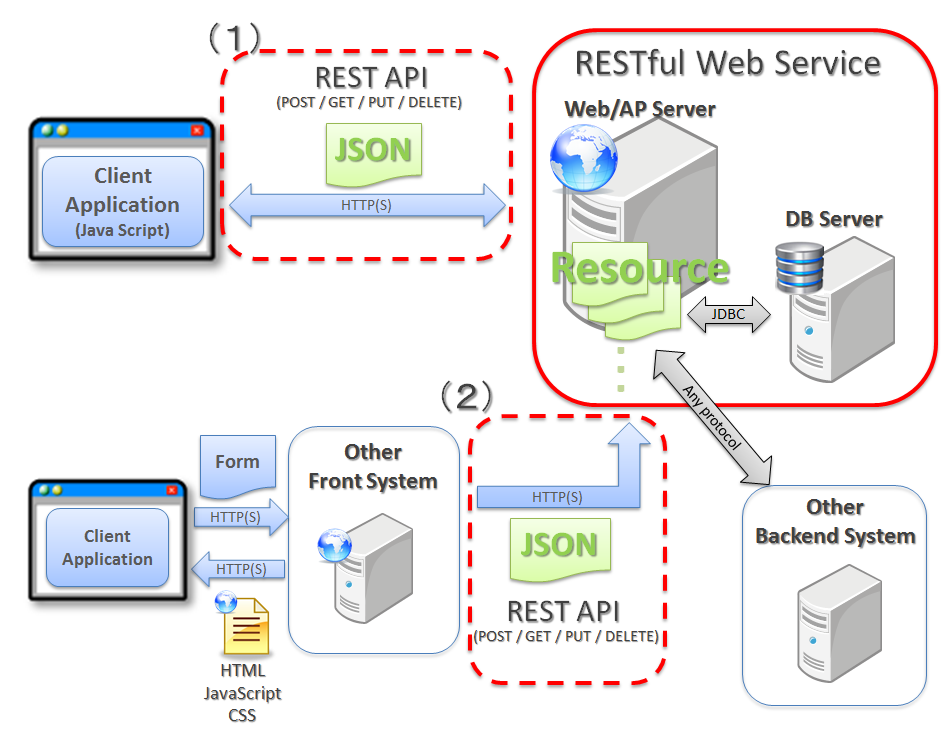 (1)
REST API
(POST / GET / PUT / DELETE)
JSON
HTTP(S)
Client
Application
(Java Script)
RESTful Web Service
Web/AP Server
DB Server
Resource
JDBC
Any protocol
(2)
Form
HTTP(S)
HTTP(S)
Client
Application
HTML
JavaScript
CSS
Other
Front System
HTTP(S)
JSON
REST API
(POST / GET / PUT / DELETE)
Other
Backend System